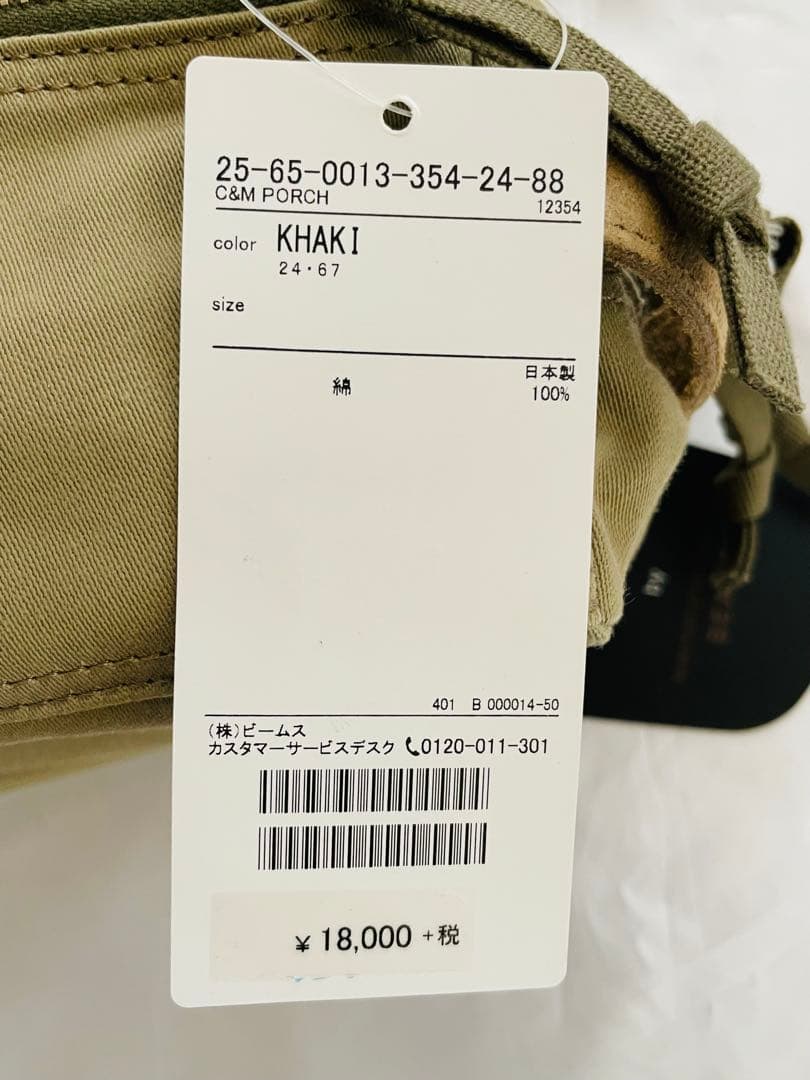 25-65-0013-354-24-88
C&M PORCH
12354
color KHAKI
24・67
size
日本製
綿 100%
401 B 000014-50
(株)ビームス
カスタマーサービスデスク 📞0120-011-301
¥ 18,000 +税